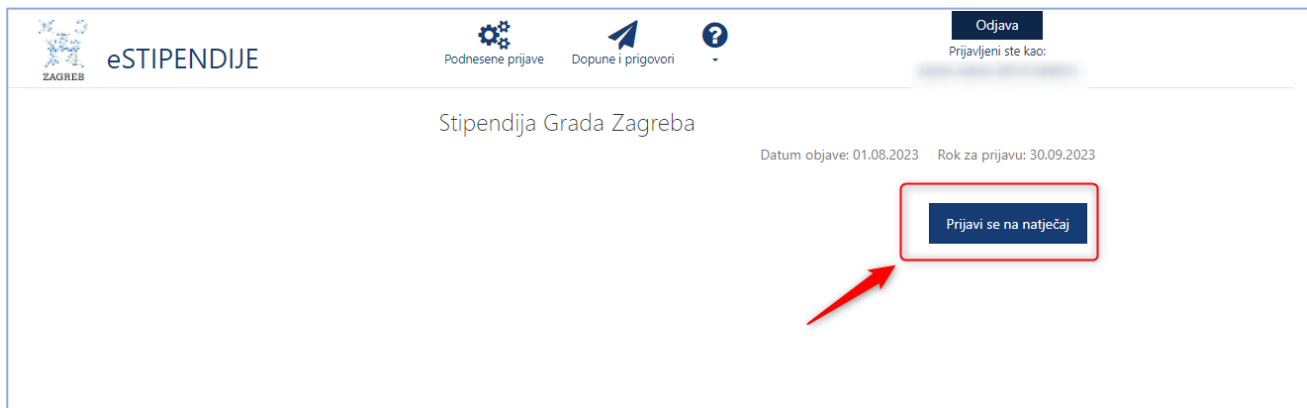 ZAGREB
eSTIPENDIJE
Podnesene prijave
Dopune i prigovori
?
Odjava
Prijavljeni ste kao:
Stipendija Grada Zagreba
Datum objave: 01.08.2023 Rok za prijavu: 30.09.2023
Prijavi se na natječaj